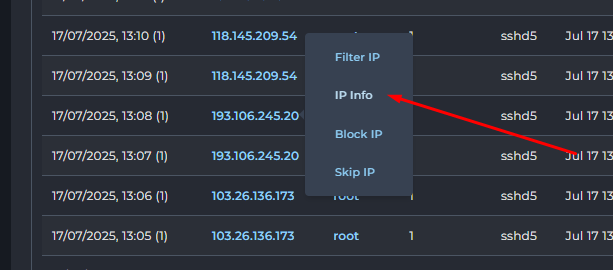 17/07/2025, 13:10 (1) 118.145.209.54 1 sshd5 Jul 17 13
Filter IP
17/07/2025, 13:09 (1) 118.145.209.54 sshd5 Jul 17 13
IP Info
17/07/2025, 13:08 (1) 193.106.245.20 sshd5 Jul 17 13
Block IP
17/07/2025, 13:07 (1) 193.106.245.20 sshd5 Jul 17 13
Skip IP
17/07/2025, 13:06 (1) 103.26.136.173 root 1 sshd5 Jul 17 13
17/07/2025, 13:05 (1) 103.26.136.173 root 1 sshd5 Jul 17 13